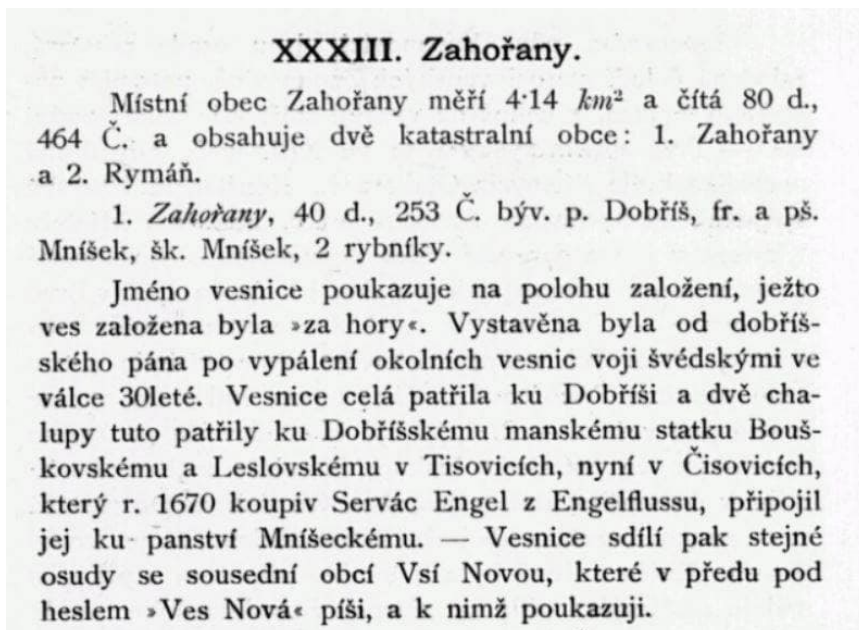 XXXIII. Zahořany.
Místní obec Zahořany měří 4·14 km² a čítá 80 d.,
464 Č. a obsahuje dvě katastralní obce: 1. Zahořany
a 2. Rymáň.
1. Zahořany, 40 d., 253 Č. býv. p. Dobříš, fr. a pš.
Mníšek, šk. Mníšek, 2 rybníky.
Jméno vesnice poukazuje na polohu založení, ježto
ves založena byla »za hory«. Vystavěna byla od dobříš-
ského pána po vypálení okolních vesnic voji švédskými ve
válce 30leté. Vesnice celá patřila ku Dobříši a dvě cha-
lupy tuto patřily ku Dobříšskému manskému statku Bouš-
kovskému a Leslovskému v Tisovicích, nyní v Čisovicích,
který r. 1670 koupiv Servác Engel z Engelflussu, připojil
jej ku panství Mníšeckému. — Vesnice sdílí pak stejné
osudy se sousední obcí Vsí Novou, které v předu pod
heslem »Ves Nová« píši, a k nimž poukazuji.